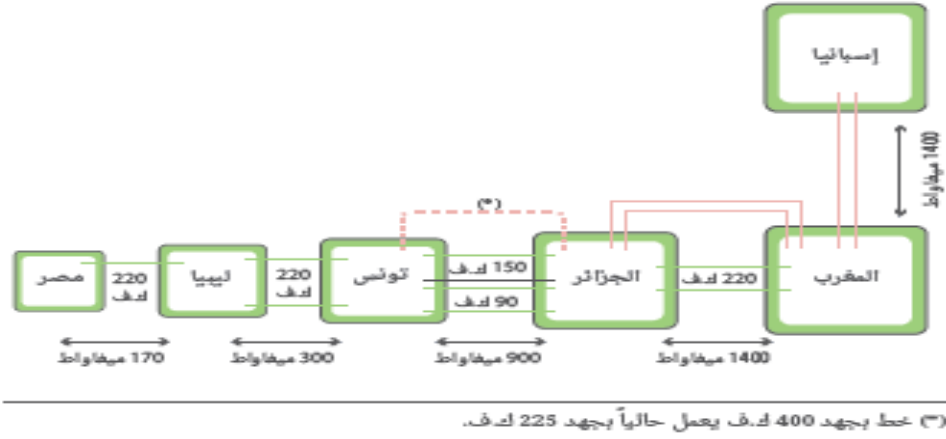 إسبانيا
1400 ميغاواط
(*)
المغرب
220 ك.ف
الجزائر
150 ك.ف
90 ك.ف
تونس
220
ك.ف
ليبيا
220
ك.ف
مصر
1400 ميغاواط
900 ميغاواط
300 ميغاواط
170 ميغاواط
(*) خط بجهد 400 ك.ف يعمل حالياً بجهد 225 ك.ف.